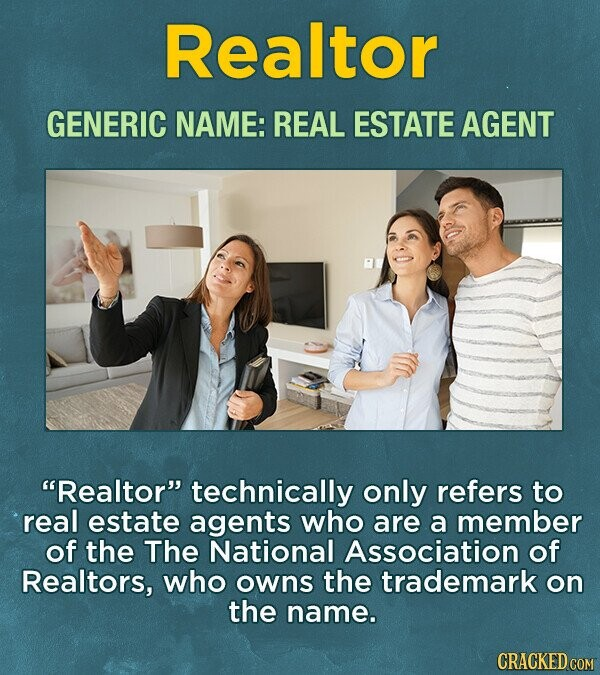 Realtor
GENERIC NAME: REAL ESTATE AGENT
“Realtor” technically only refers to
real estate agents who are a member
of the The National Association of
Realtors, who owns the trademark on
the name.
CRACKED.COM